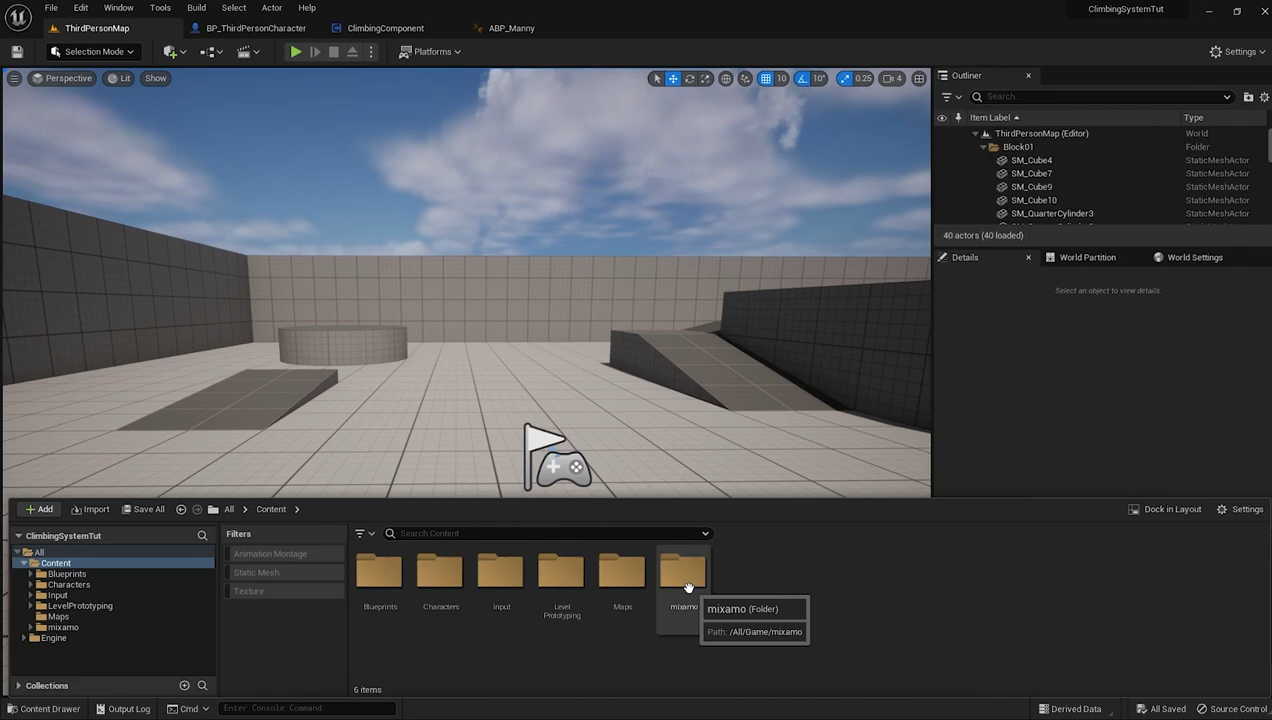 File Edit Window Tools Build Select Actor Help
ClimbingSystemTut
ThirdPersonMap BP_ThirdPersonCharacter ClimbingComponent ABP_Manny
Selection Mode Platforms Settings
Perspective Lit Show 10 10° 0.25 4
Outliner
Search...
Item Label Type
ThirdPersonMap (Editor) World
Block01 Folder
SM_Cube4 StaticMeshActor
SM_Cube7 StaticMeshActor
SM_Cube9 StaticMeshActor
SM_Cube10 StaticMeshActor
SM_QuarterCylinder3 StaticMeshActor
40 actors (40 loaded)
Details World Partition World Settings
Select an object to view details.
+ Add Import Save All All Content Dock in Layout Settings
ClimbingSystemTut
All
Content
Blueprints
Characters
Input
LevelPrototyping
Maps
mixamo
Engine
Collections
Filters
Animation Montage
Static Mesh
Texture
Search Content
Blueprints Characters Input Level Prototyping Maps mixamo
mixamo (Folder)
Path: /All/Game/mixamo
6 items
Content Drawer Output Log Cmd Enter Console Command Derived Data All Saved Source Control